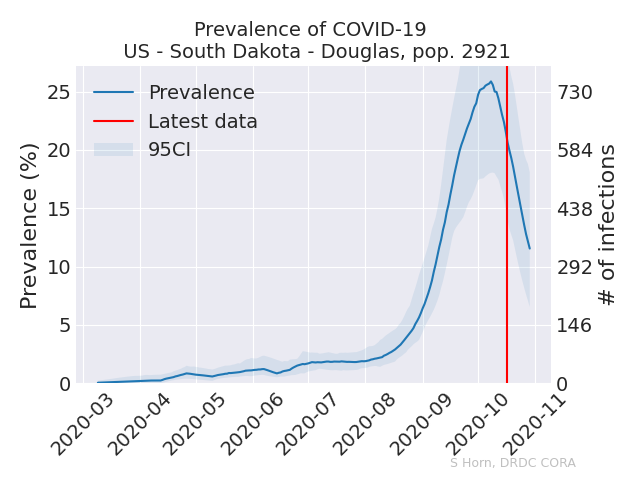 Prevalence of COVID-19
US - South Dakota - Douglas, pop. 2921
Prevalence
Latest data
95CI
Prevalence (%)
25
20
15
10
5
0
# of infections
730
584
438
292
146
0
2020-03
2020-04
2020-05
2020-06
2020-07
2020-08
2020-09
2020-10
2020-11
S Horn, DRDC CORA